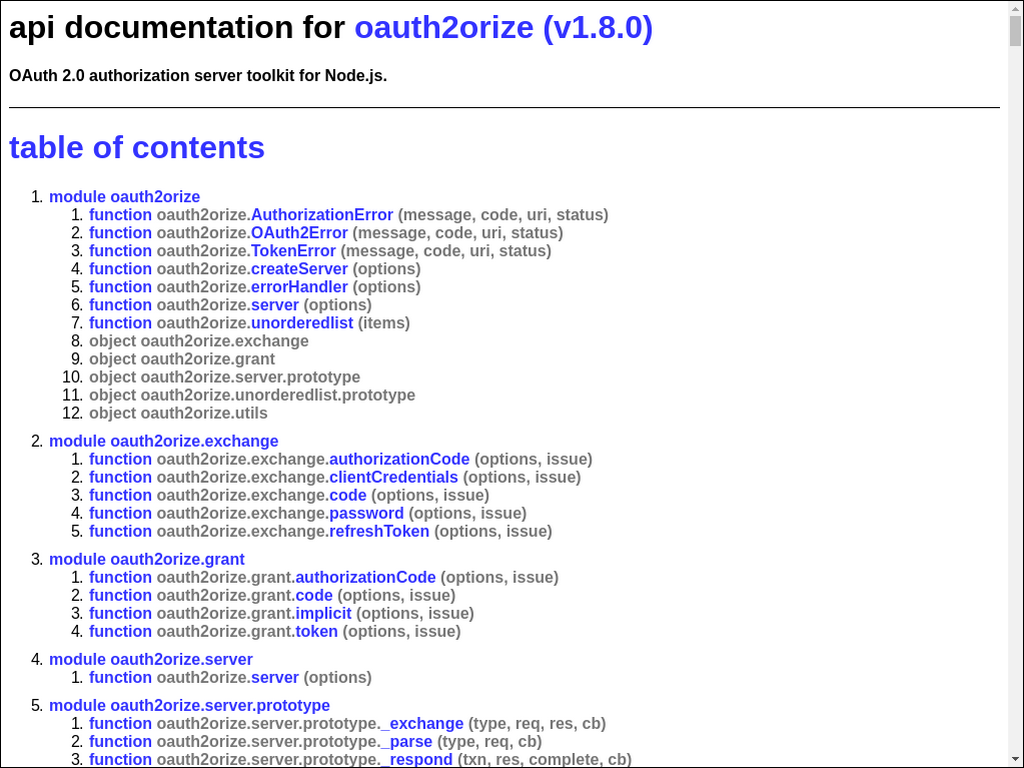 api documentation for oauth2orize (v1.8.0)
OAuth 2.0 authorization server toolkit for Node.js.
table of contents
1. module oauth2orize
1. function oauth2orize.AuthorizationError (message, code, uri, status)
2. function oauth2orize.OAuth2Error (message, code, uri, status)
3. function oauth2orize.TokenError (message, code, uri, status)
4. function oauth2orize.createServer (options)
5. function oauth2orize.errorHandler (options)
6. function oauth2orize.server (options)
7. function oauth2orize.unorderedlist (items)
8. object oauth2orize.exchange
9. object oauth2orize.grant
10. object oauth2orize.server.prototype
11. object oauth2orize.unorderedlist.prototype
12. object oauth2orize.utils
2. module oauth2orize.exchange
1. function oauth2orize.exchange.authorizationCode (options, issue)
2. function oauth2orize.exchange.clientCredentials (options, issue)
3. function oauth2orize.exchange.code (options, issue)
4. function oauth2orize.exchange.password (options, issue)
5. function oauth2orize.exchange.refreshToken (options, issue)
3. module oauth2orize.grant
1. function oauth2orize.grant.authorizationCode (options, issue)
2. function oauth2orize.grant.code (options, issue)
3. function oauth2orize.grant.implicit (options, issue)
4. function oauth2orize.grant.token (options, issue)
4. module oauth2orize.server
1. function oauth2orize.server (options)
5. module oauth2orize.server.prototype
1. function oauth2orize.server.prototype._exchange (type, req, res, cb)
2. function oauth2orize.server.prototype._parse (type, req, cb)
3. function oauth2orize.server.prototype._respond (txn, res, complete, cb)